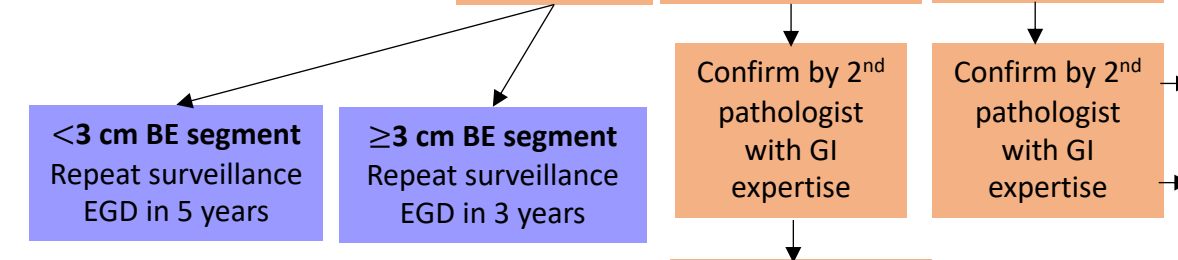 <3 cm BE segment
Repeat surveillance
EGD in 5 years
≥3 cm BE segment
Repeat surveillance
EGD in 3 years
Confirm by 2nd
pathologist
with GI
expertise
Confirm by 2nd
pathologist
with GI
expertise